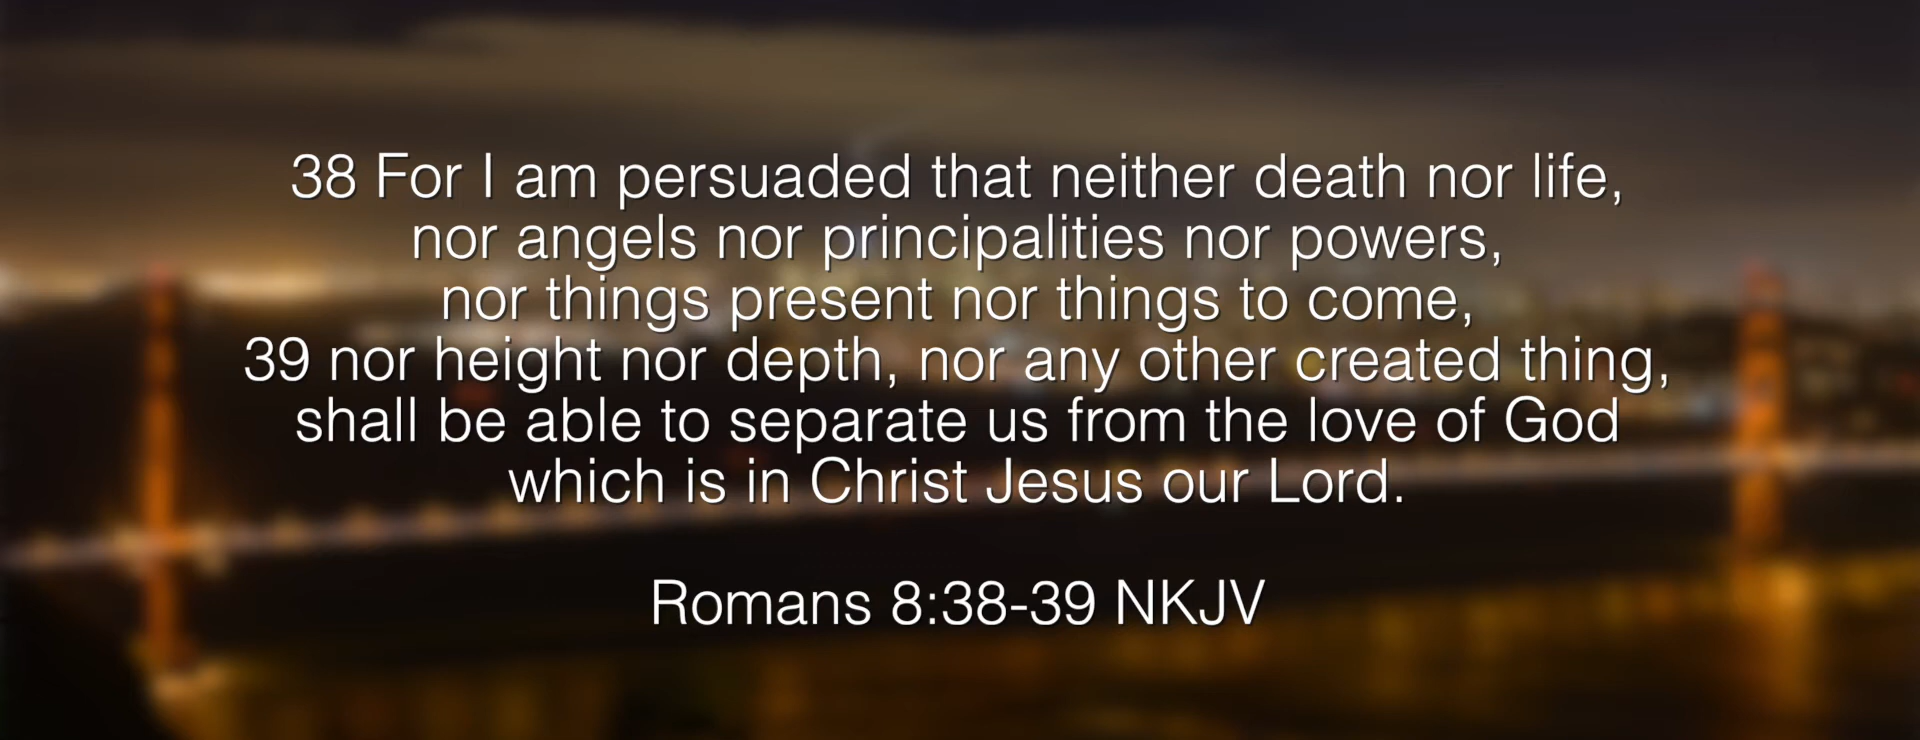 38 For I am persuaded that neither death nor life,
nor angels nor principalities nor powers,
nor things present nor things to come,
39 nor height nor depth, nor any other created thing,
shall be able to separate us from the love of God
which is in Christ Jesus our Lord.
Romans 8:38-39 NKJV